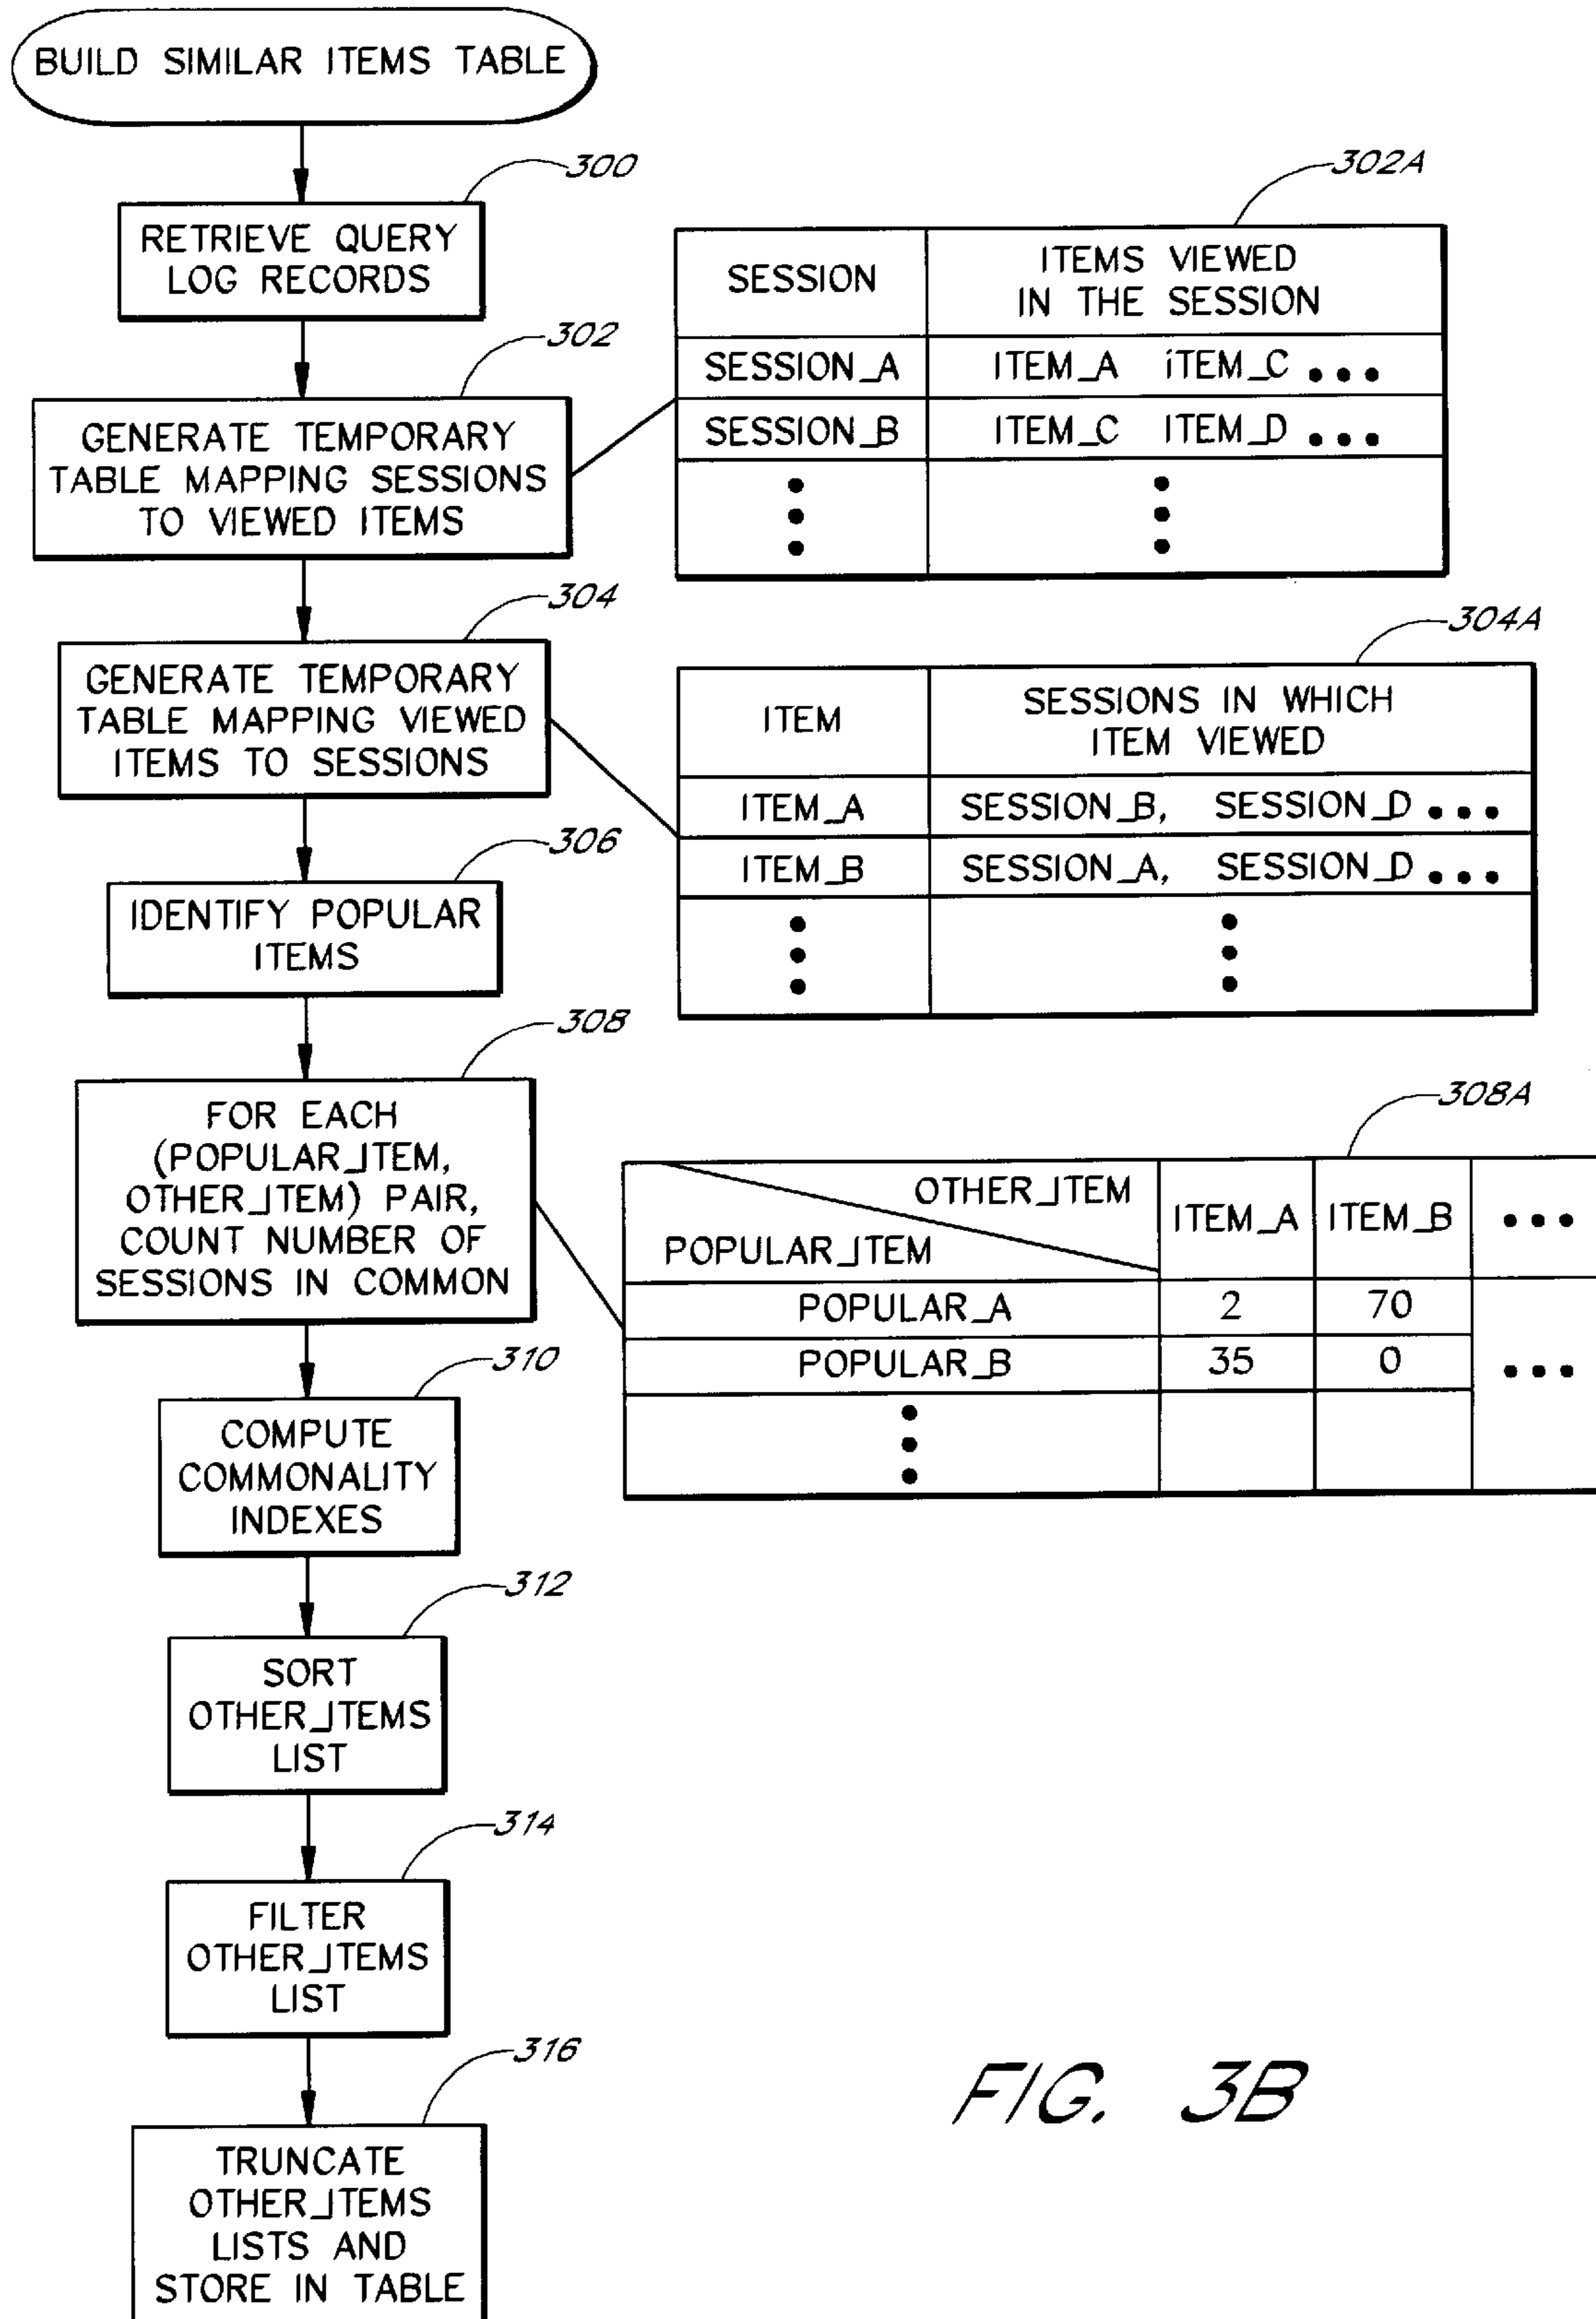 BUILD SIMILAR ITEMS TABLE
300
RETRIEVE QUERY
LOG RECORDS
302
GENERATE TEMPORARY
TABLE MAPPING SESSIONS
TO VIEWED ITEMS
302A
SESSION
ITEMS VIEWED
IN THE SESSION
SESSION_A ITEM_A iTEM_C •••
SESSION_B ITEM_C ITEM_D •••
304
GENERATE TEMPORARY
TABLE MAPPING VIEWED
ITEMS TO SESSIONS
304A
ITEM
SESSIONS IN WHICH
ITEM VIEWED
ITEM_A SESSION_B, SESSION_D •••
ITEM_B SESSION_A, SESSION_D •••
306
IDENTIFY POPULAR
ITEMS
308
FOR EACH
(POPULAR_ITEM,
OTHER_ITEM) PAIR,
COUNT NUMBER OF
SESSIONS IN COMMON
308A
OTHER_ITEM
POPULAR_ITEM
ITEM_A ITEM_B •••
POPULAR_A 2 70
POPULAR_B 35 0 •••
310
COMPUTE
COMMONALITY
INDEXES
312
SORT
OTHER_ITEMS
LIST
314
FILTER
OTHER_ITEMS
LIST
316
TRUNCATE
OTHER_ITEMS
LISTS AND
STORE IN TABLE
FIG. 3B